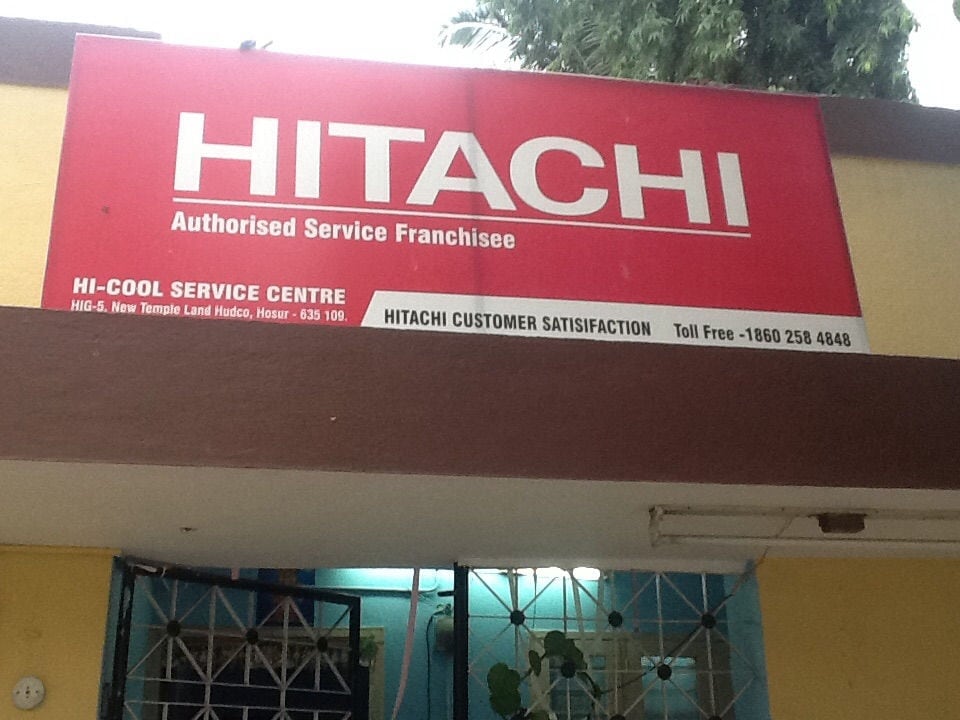 HITACHI
Authorised Service Franchisee
HI-COOL SERVICE CENTRE
HIG-5, New Temple Land Hudco, Hosur - 635 109.
HITACHI CUSTOMER SATISIFACTION Toll Free -1860 258 4848